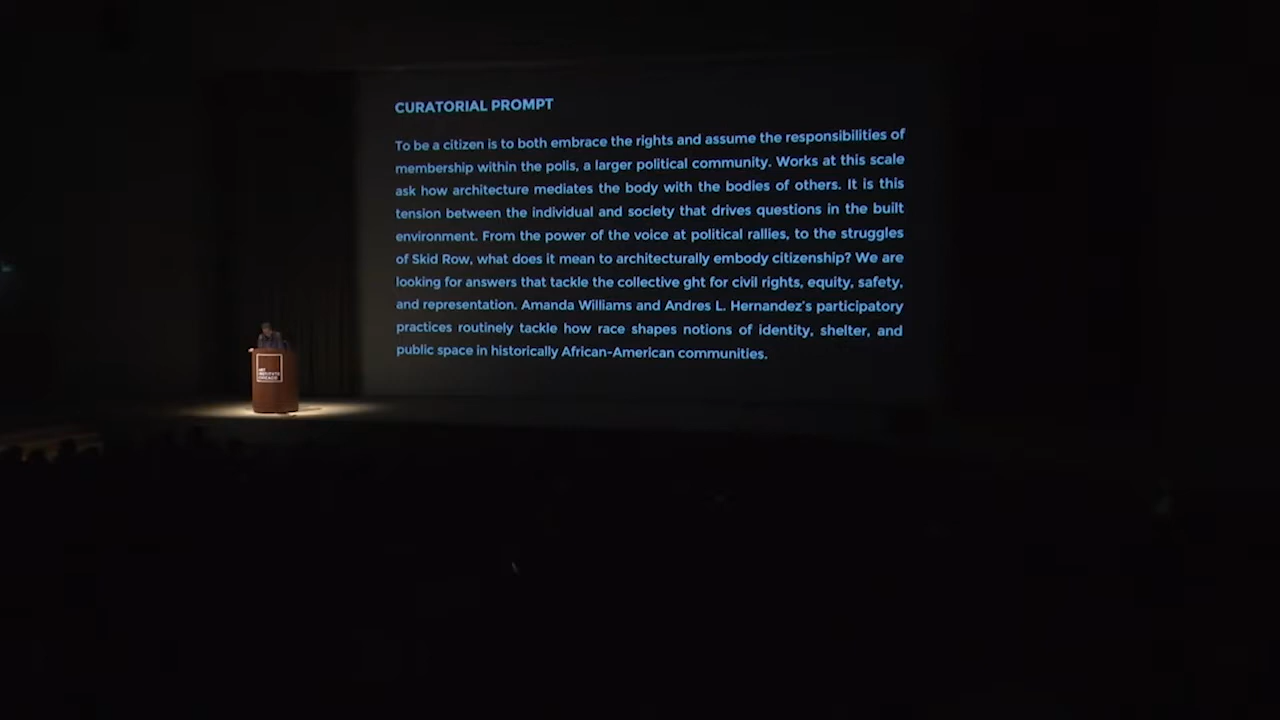 CURATORIAL PROMPT
To be a citizen is to both embrace the rights and assume the responsibilities of
membership within the polis, a larger political community. Works at this scale
ask how architecture mediates the body with the bodies of others. It is this
tension between the individual and society that drives questions in the built
environment. From the power of the voice at political rallies, to the struggles
of Skid Row, what does it mean to architecturally embody citizenship? We are
looking for answers that tackle the collective ght for civil rights, equity, safety,
and representation. Amanda Williams and Andres L. Hernandez's participatory
practices routinely tackle how race shapes notions of identity, shelter, and
public space in historically African-American communities.
ART
INSTITVTE
CHICAGO